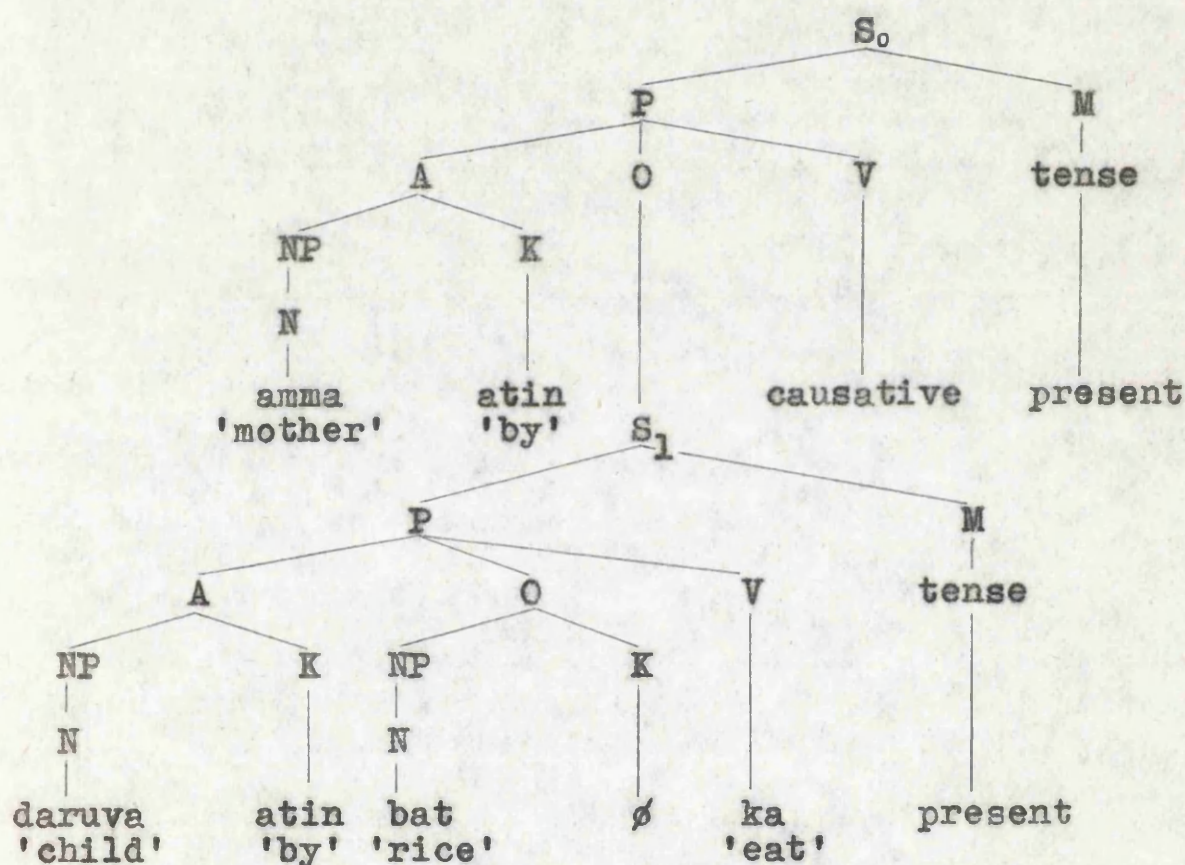 S₀
P M
A O V tense
NP K
N
amma atin causative present
'mother' 'by'
S₁
P M
A O V tense
NP K NP K
N N
daruva atin bat ø ka present
'child' 'by' 'rice' 'eat'